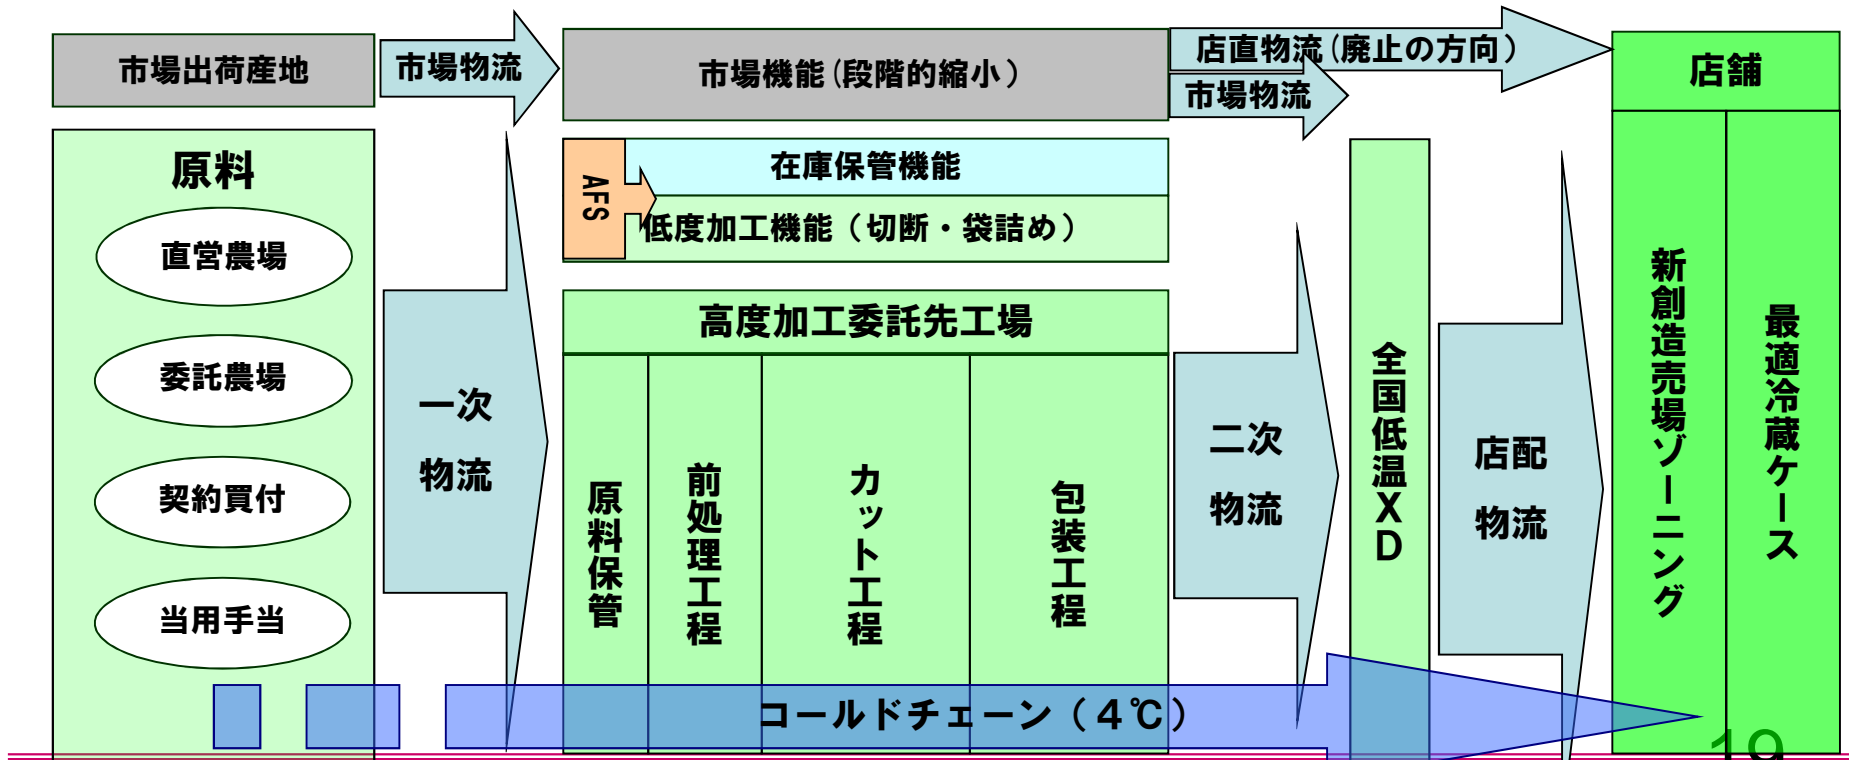 市場出荷産地
市場物流
市場機能(段階的縮小)
店直物流(廃止の方向)
市場物流
店舗
原料
直営農場
委託農場
契約買付
当用手当
一次
物流
AFS
在庫保管機能
低度加工機能(切断・袋詰め)
高度加工委託先工場
原料保管
前処理工程
カット工程
包装工程
二次
物流
全国低温XD
店配
物流
新創造売場ゾーニング
最適冷蔵ケース
コールドチェーン(4℃)
19